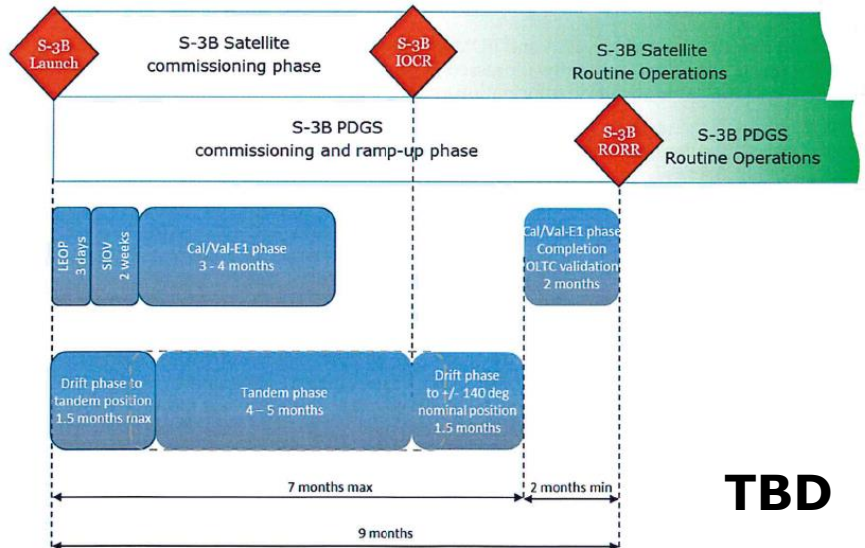 S-3B
Launch
S-3B Satellite
commissioning phase
S-3B
IOCR
S-3B Satellite
Routine Operations
S-3B PDGS
commissioning and ramp-up phase
S-3B
RORR
S-3B PDGS
Routine Operations
LEOP
3 days
SIOV
2 weeks
Cal/Val-E1 phase
3 - 4 months
Cal/Val-E1 phase
Completion
OLTC validation
2 months
Drift phase to
tandem position
1.5 months max
Tandem phase
4 – 5 months
Drift phase
to +/- 140 deg
nominal position
1.5 months
7 months max
2 months min
TBD
9 months